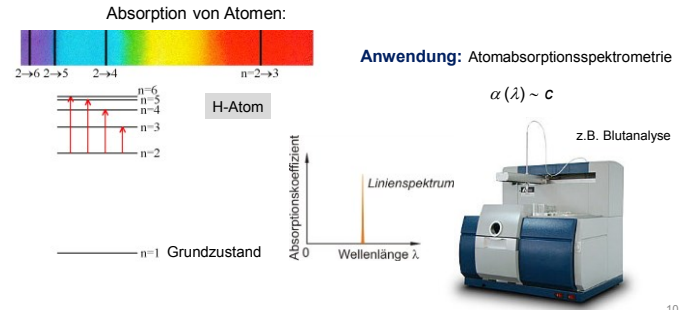 Absorption von Atomen:
2→6 2→5 2→4 n=2→3
n=6
n=5
n=4
n=3
n=2
n=1 Grundzustand
H-Atom
Anwendung: Atomabsorptionsspektrometrie
α (λ) ~ c
z.B. Blutanalyse
Absorptionskoeffizient
Linienspektrum
0
Wellenlänge λ
10